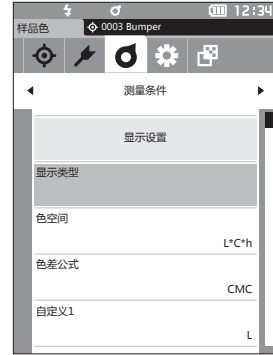 12:34
样品色
0003 Bumper
测量条件
显示设置
显示类型
色空间
L*C*h
色差公式
CMC
自定义1
L